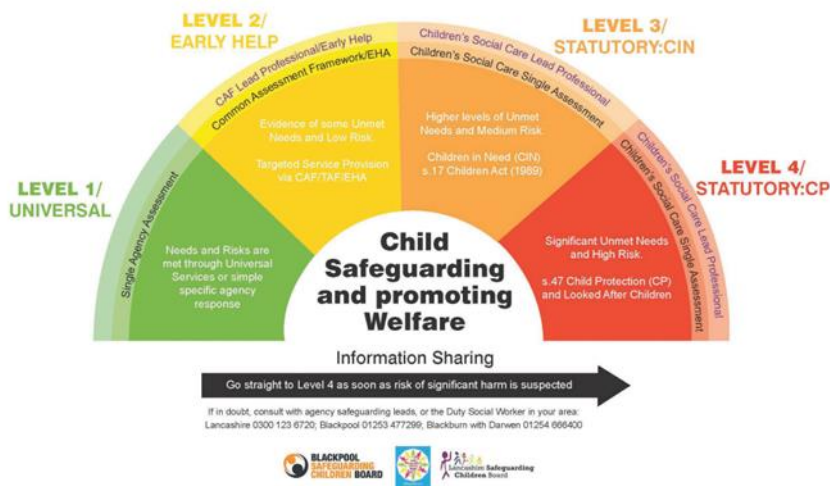 LEVEL 1/
UNIVERSAL
Single Agency Assessment
Needs and Risks are
met through Universal
Services or simple
specific agency
response
LEVEL 2/
EARLY HELP
CAF Lead Professional/Early Help
Common Assessment Framework/EHA
Evidence of some Unmet
Needs and Low Risk.
Targeted Service Provision
via CAF/TAF/EHA
LEVEL 3/
STATUTORY:CIN
Children's Social Care Lead Professional
Children's Social Care Single Assessment
Higher levels of Unmet
Needs and Medium Risk.
Children in Need (CIN)
s.17 Children Act (1989)
LEVEL 4/
STATUTORY:CP
Children's Social Care Lead Professional
Children's Social Care Single Assessment
Significant Unmet Needs
and High Risk.
s.47 Child Protection (CP)
and Looked After Children
Child
Safeguarding
and promoting
Welfare
Information Sharing
Go straight to Level 4 as soon as risk of significant harm is suspected
If in doubt, consult with agency safeguarding leads, or the Duty Social Worker in your area:
Lancashire 0300 123 6720; Blackpool 01253 477299; Blackburn with Darwen 01254 666400
BLACKPOOL
SAFEGUARDING
CHILDREN BOARD
Lancashire Safeguarding
Children Board